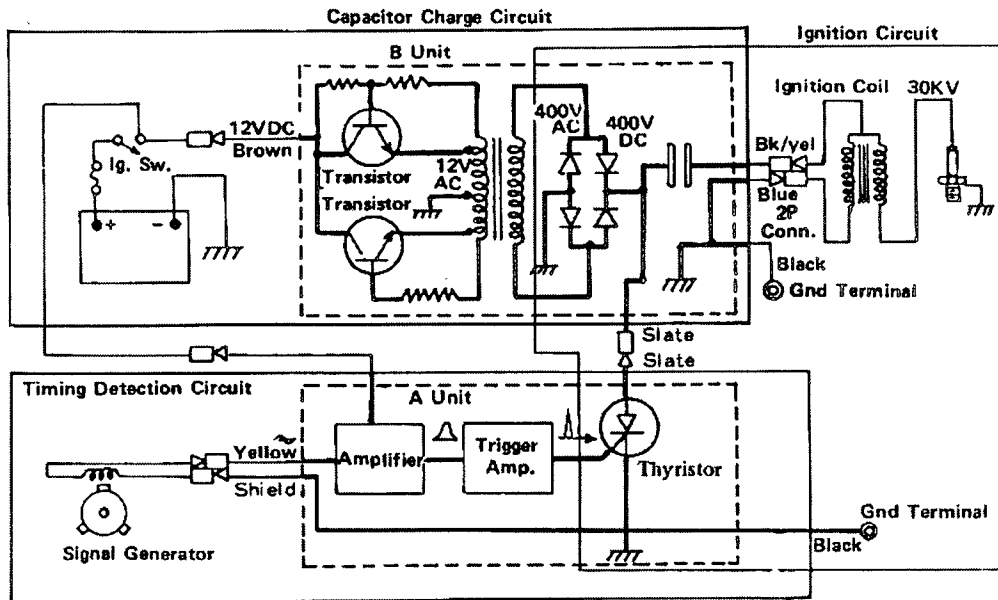 Capacitor Charge Circuit
Ignition Circuit
B Unit
Ignition Coil 30KV
12VDC
Brown
400V
AC
400V
DC
Bk/yel
Ig. Sw.
Transistor
12V
AC
Transistor
Blue
2P
Conn.
+ -
Black
Gnd Terminal
Slate
Slate
Timing Detection Circuit
A Unit
Yellow
Amplifier
Trigger
Amp.
Thyristor
Shield
Gnd Terminal
Signal Generator
Black